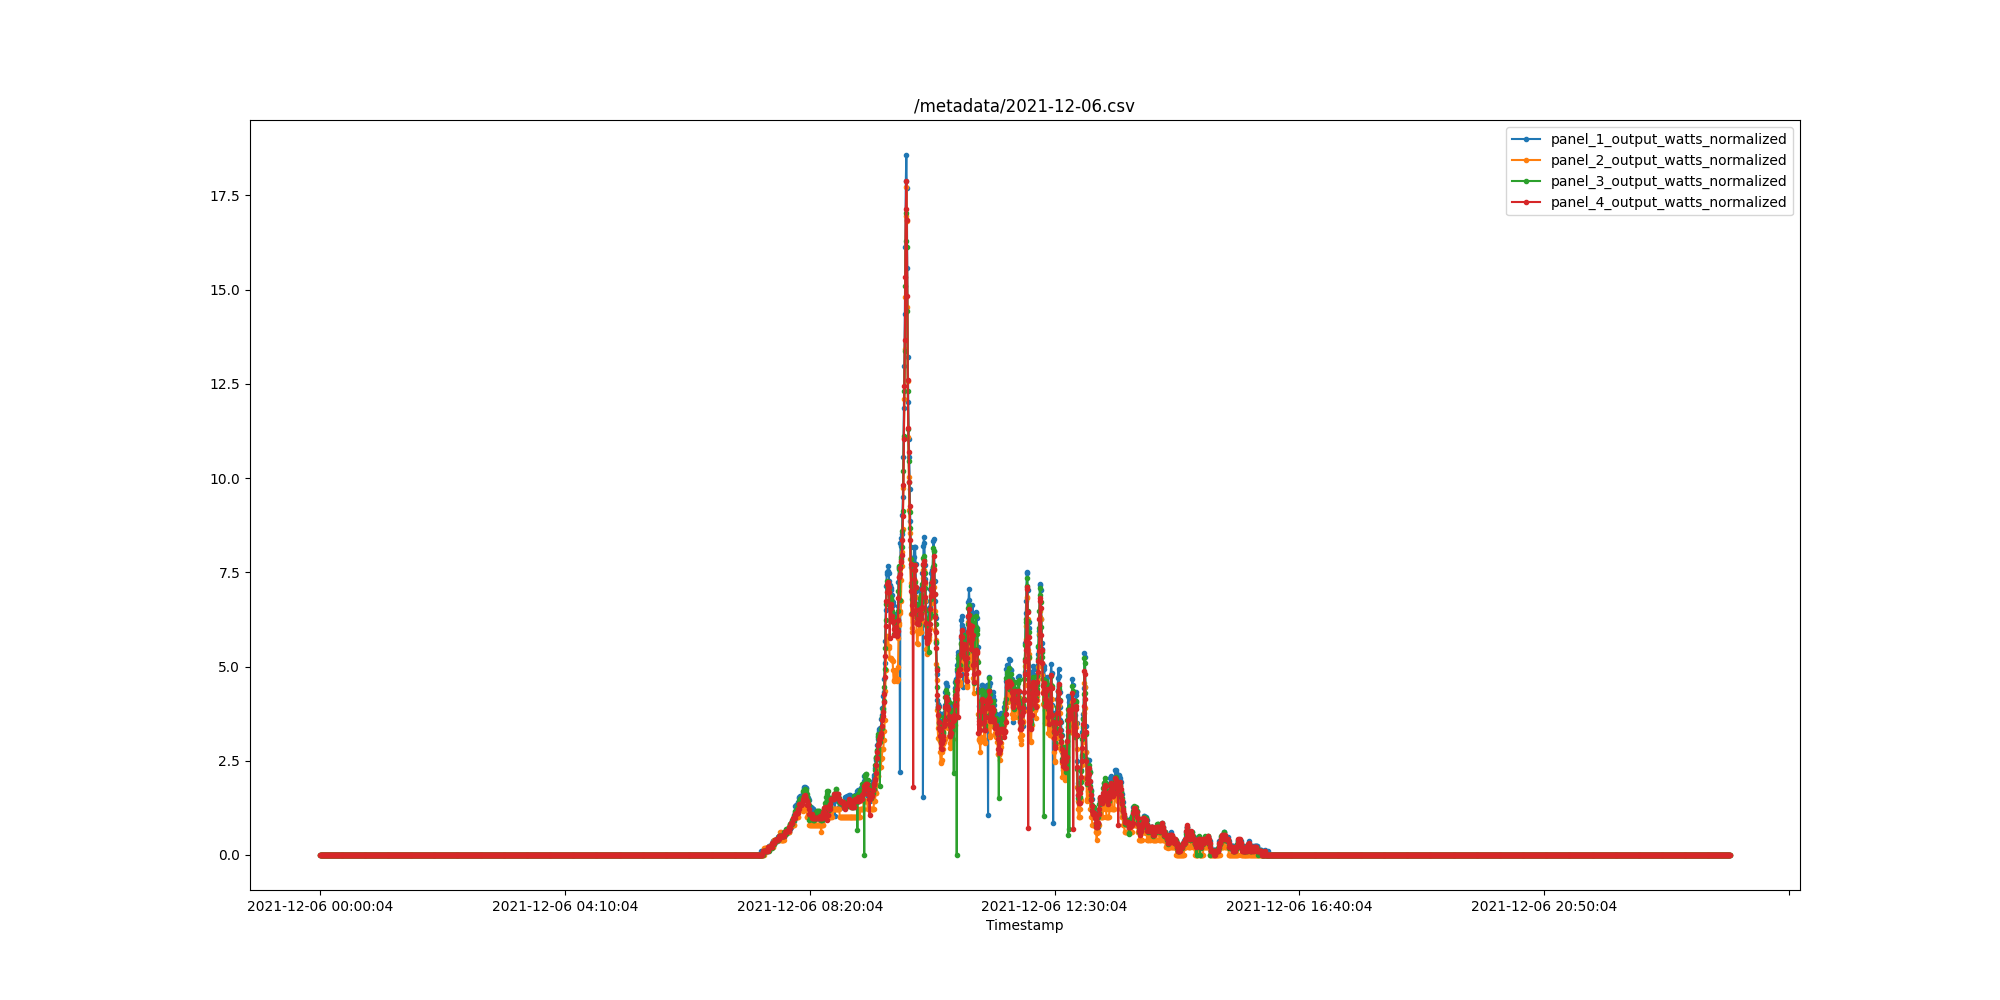 /metadata/2021-12-06.csv
panel_1_output_watts_normalized
panel_2_output_watts_normalized
panel_3_output_watts_normalized
panel_4_output_watts_normalized
17.5
15.0
12.5
10.0
7.5
5.0
2.5
0.0
2021-12-06 00:00:04 2021-12-06 04:10:04 2021-12-06 08:20:04 2021-12-06 12:30:04 2021-12-06 16:40:04 2021-12-06 20:50:04
Timestamp